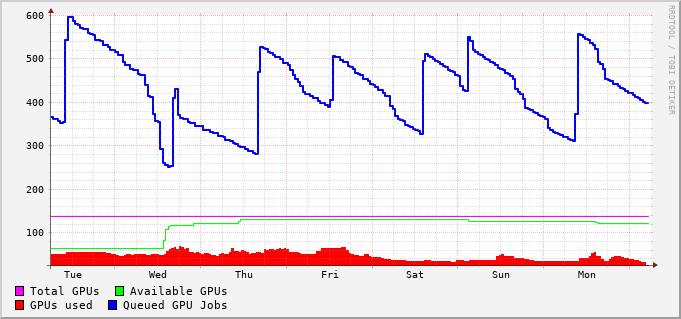 600
500
400
300
200
100
Tue Wed Thu Fri Sat Sun Mon
Total GPUs Available GPUs
GPUs used Queued GPU Jobs
RRDTOOL / TOBI OETIKER